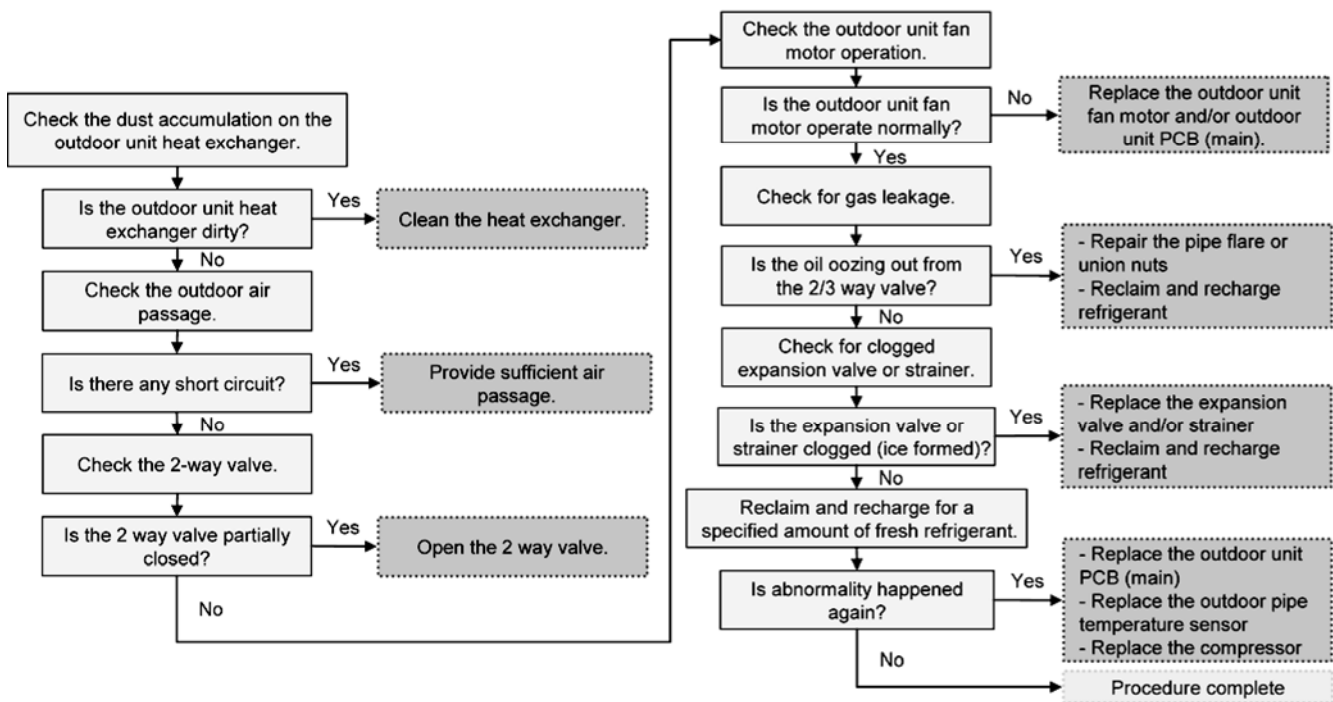 Check the dust accumulation on the
outdoor unit heat exchanger.
Is the outdoor unit heat
exchanger dirty?
Yes
Clean the heat exchanger.
No
Check the outdoor air
passage.
Is there any short circuit?
Yes
Provide sufficient air
passage.
No
Check the 2-way valve.
Is the 2 way valve partially
closed?
Yes
Open the 2 way valve.
No
Check the outdoor unit fan
motor operation.
Is the outdoor unit fan
motor operate normally?
No
Replace the outdoor unit
fan motor and/or outdoor
unit PCB (main).
Yes
Check for gas leakage.
Is the oil oozing out from
the 2/3 way valve?
Yes
- Repair the pipe flare or
union nuts
- Reclaim and recharge
refrigerant
No
Check for clogged
expansion valve or strainer.
Is the expansion valve or
strainer clogged (ice formed)?
Yes
- Replace the expansion
valve and/or strainer
- Reclaim and recharge
refrigerant
No
Reclaim and recharge for a
specified amount of fresh refrigerant.
Is abnormality happened
again?
Yes
- Replace the outdoor unit
PCB (main)
- Replace the outdoor pipe
temperature sensor
- Replace the compressor
No
Procedure complete